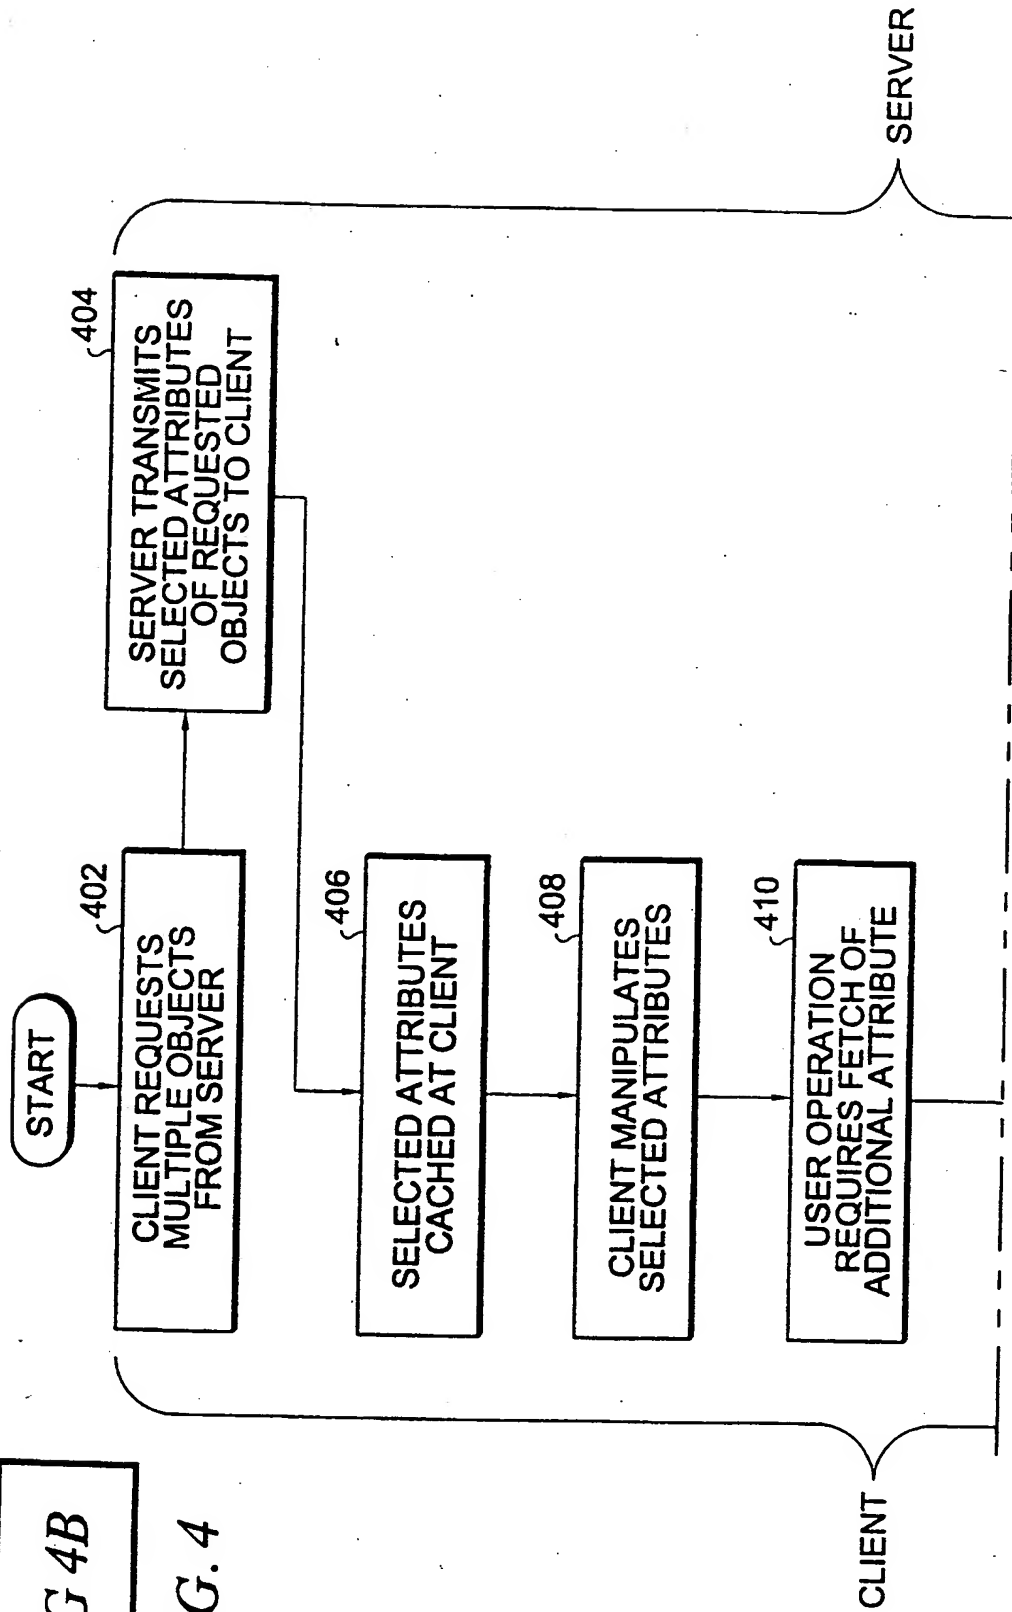 G 4B
G. 4
START
402
CLIENT REQUESTS
MULTIPLE OBJECTS
FROM SERVER
404
SERVER TRANSMITS
SELECTED ATTRIBUTES
OF REQUESTED
OBJECTS TO CLIENT
406
SELECTED ATTRIBUTES
CACHED AT CLIENT
408
CLIENT MANIPULATES
SELECTED ATTRIBUTES
410
USER OPERATION
REQUIRES FETCH OF
ADDITIONAL ATTRIBUTE
CLIENT
SERVER